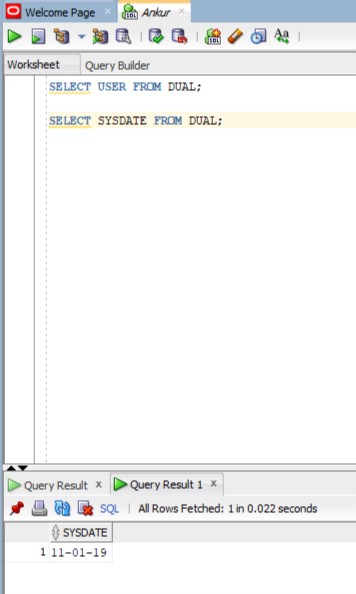 Welcome Page
Ankur
Worksheet
Query Builder
SELECT USER FROM DUAL;
SELECT SYSDATE FROM DUAL;
Query Result x
Query Result 1 x
SQL | All Rows Fetched: 1 in 0.022 seconds
SYSDATE
1 11-01-19